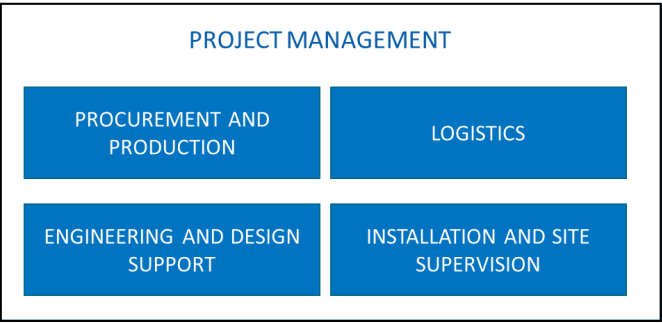 PROJECT MANAGEMENT
PROCUREMENT AND
PRODUCTION
LOGISTICS
ENGINEERING AND DESIGN
SUPPORT
INSTALLATION AND SITE
SUPERVISION